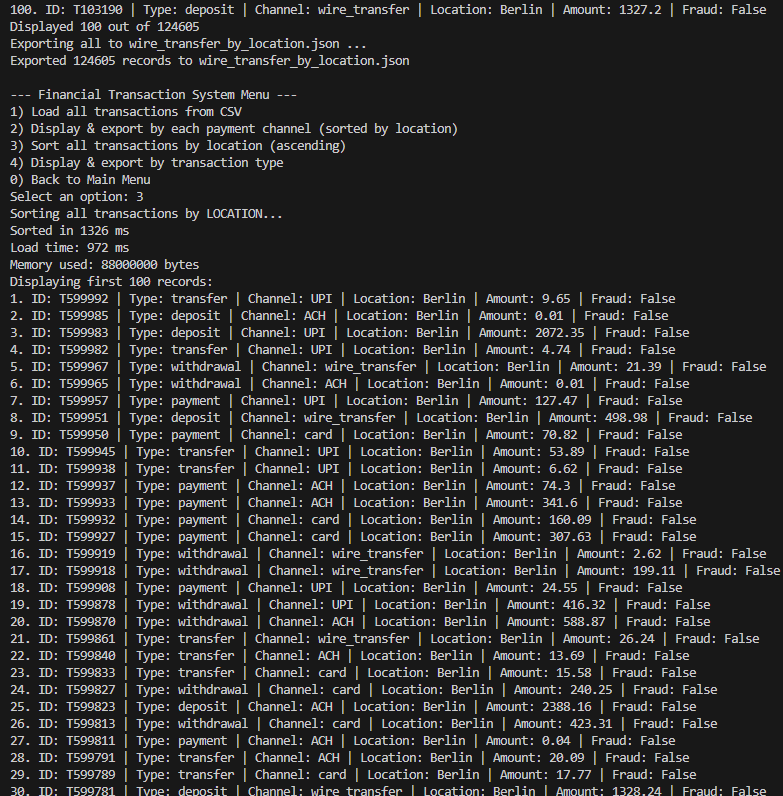 100. ID: T103190 | Type: deposit | Channel: wire_transfer | Location: Berlin | Amount: 1327.2 | Fraud: False
Displayed 100 out of 124605
Exporting all to wire_transfer_by_location.json ...
Exported 124605 records to wire_transfer_by_location.json

--- Financial Transaction System Menu ---
1) Load all transactions from CSV
2) Display & export by each payment channel (sorted by location)
3) Sort all transactions by location (ascending)
4) Display & export by transaction type
0) Back to Main Menu
Select an option: 3
Sorting all transactions by LOCATION...
Sorted in 1326 ms
Load time: 972 ms
Memory used: 88000000 bytes
Displaying first 100 records:
1. ID: T599992 | Type: transfer | Channel: UPI | Location: Berlin | Amount: 9.65 | Fraud: False
2. ID: T599985 | Type: deposit | Channel: ACH | Location: Berlin | Amount: 0.01 | Fraud: False
3. ID: T599983 | Type: deposit | Channel: UPI | Location: Berlin | Amount: 2072.35 | Fraud: False
4. ID: T599982 | Type: transfer | Channel: UPI | Location: Berlin | Amount: 4.74 | Fraud: False
5. ID: T599967 | Type: withdrawal | Channel: wire_transfer | Location: Berlin | Amount: 21.39 | Fraud: False
6. ID: T599965 | Type: withdrawal | Channel: ACH | Location: Berlin | Amount: 0.01 | Fraud: False
7. ID: T599957 | Type: payment | Channel: UPI | Location: Berlin | Amount: 127.47 | Fraud: False
8. ID: T599951 | Type: deposit | Channel: wire_transfer | Location: Berlin | Amount: 498.98 | Fraud: False
9. ID: T599950 | Type: payment | Channel: card | Location: Berlin | Amount: 70.82 | Fraud: False
10. ID: T599945 | Type: transfer | Channel: UPI | Location: Berlin | Amount: 53.89 | Fraud: False
11. ID: T599938 | Type: transfer | Channel: UPI | Location: Berlin | Amount: 6.62 | Fraud: False
12. ID: T599937 | Type: payment | Channel: ACH | Location: Berlin | Amount: 74.3 | Fraud: False
13. ID: T599933 | Type: payment | Channel: ACH | Location: Berlin | Amount: 341.6 | Fraud: False
14. ID: T599932 | Type: payment | Channel: card | Location: Berlin | Amount: 160.09 | Fraud: False
15. ID: T599927 | Type: payment | Channel: card | Location: Berlin | Amount: 307.63 | Fraud: False
16. ID: T599919 | Type: withdrawal | Channel: wire_transfer | Location: Berlin | Amount: 2.62 | Fraud: False
17. ID: T599918 | Type: withdrawal | Channel: wire_transfer | Location: Berlin | Amount: 199.11 | Fraud: False
18. ID: T599908 | Type: payment | Channel: UPI | Location: Berlin | Amount: 24.55 | Fraud: False
19. ID: T599878 | Type: withdrawal | Channel: UPI | Location: Berlin | Amount: 416.32 | Fraud: False
20. ID: T599870 | Type: withdrawal | Channel: ACH | Location: Berlin | Amount: 588.87 | Fraud: False
21. ID: T599861 | Type: transfer | Channel: wire_transfer | Location: Berlin | Amount: 26.24 | Fraud: False
22. ID: T599840 | Type: transfer | Channel: ACH | Location: Berlin | Amount: 13.69 | Fraud: False
23. ID: T599833 | Type: transfer | Channel: card | Location: Berlin | Amount: 15.58 | Fraud: False
24. ID: T599827 | Type: withdrawal | Channel: card | Location: Berlin | Amount: 240.25 | Fraud: False
25. ID: T599823 | Type: deposit | Channel: ACH | Location: Berlin | Amount: 2388.16 | Fraud: False
26. ID: T599813 | Type: withdrawal | Channel: card | Location: Berlin | Amount: 423.31 | Fraud: False
27. ID: T599811 | Type: payment | Channel: ACH | Location: Berlin | Amount: 0.04 | Fraud: False
28. ID: T599791 | Type: transfer | Channel: ACH | Location: Berlin | Amount: 20.09 | Fraud: False
29. ID: T599789 | Type: transfer | Channel: card | Location: Berlin | Amount: 17.77 | Fraud: False
30. ID: T599781 | Type: deposit | Channel: wire_transfer | Location: Berlin | Amount: 1328.24 | Fraud: False